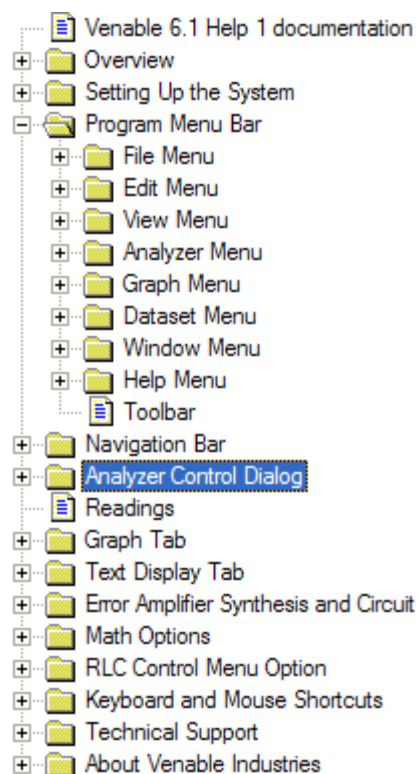 Venable 6.1 Help 1 documentation
Overview
Setting Up the System
Program Menu Bar
File Menu
Edit Menu
View Menu
Analyzer Menu
Graph Menu
Dataset Menu
Window Menu
Help Menu
Toolbar
Navigation Bar
Analyzer Control Dialog
Readings
Graph Tab
Text Display Tab
Error Amplifier Synthesis and Circuit
Math Options
RLC Control Menu Option
Keyboard and Mouse Shortcuts
Technical Support
About Venable Industries